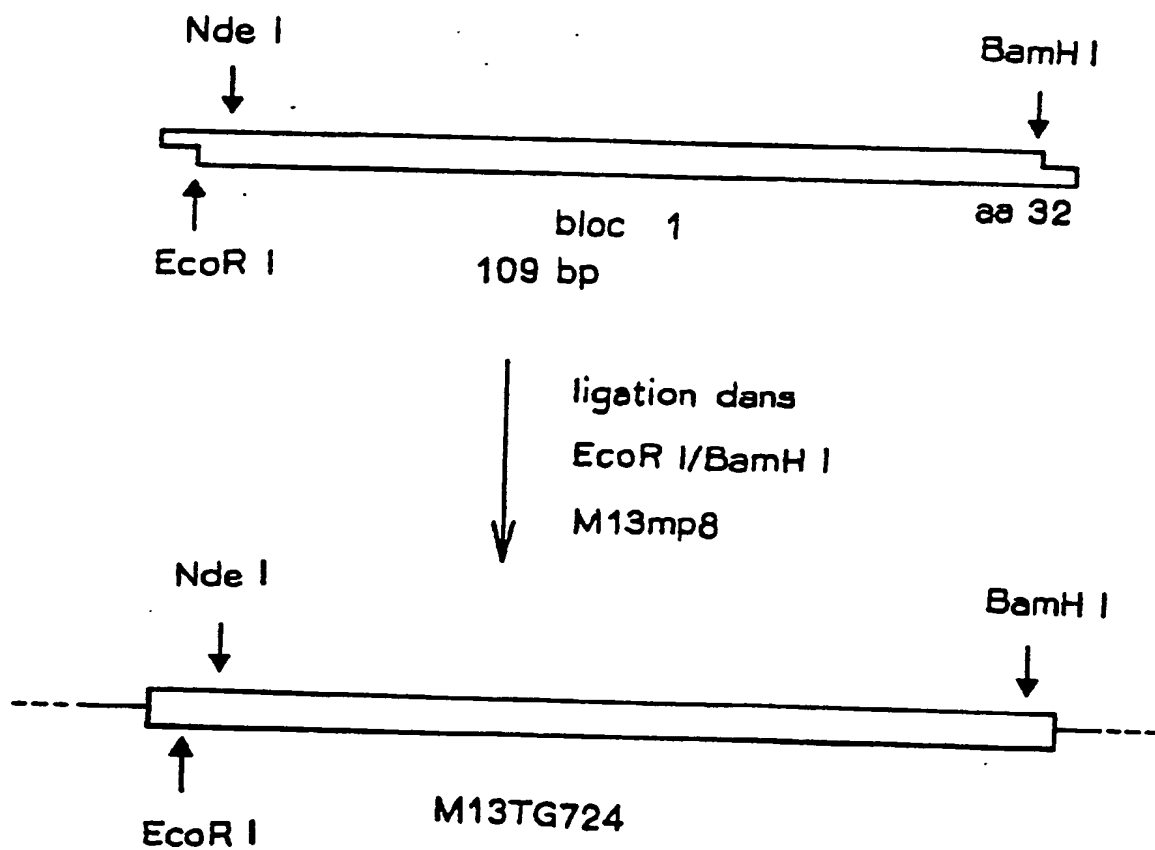 Nde I
BamH I
EcoR I
bloc 1
109 bp
aa 32
ligation dans
EcoR I/BamH I
M13mp8
Nde I
BamH I
EcoR I
M13TG724